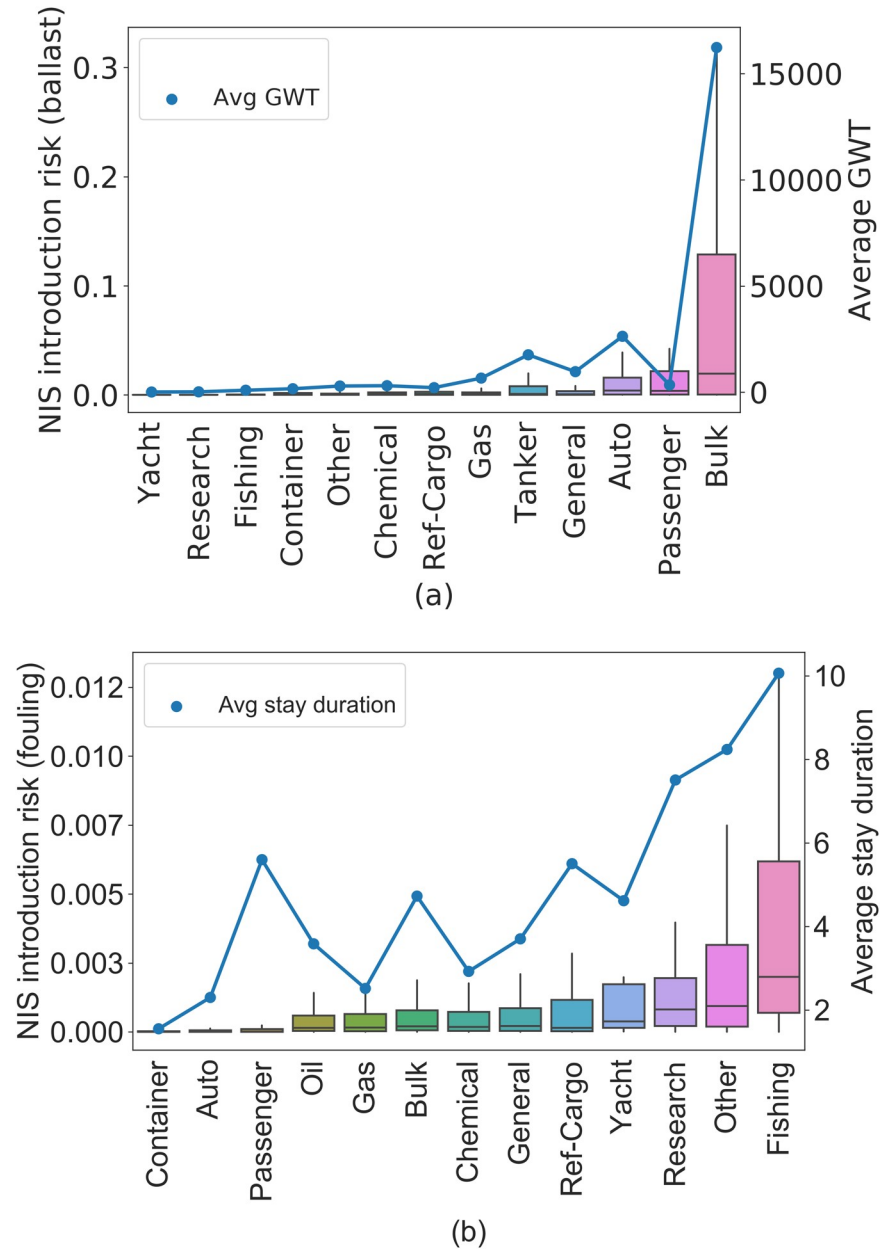 NIS introduction risk (ballast)
0.3
0.2
0.1
0.0
Avg GWT
15000
10000
5000
0
Average GWT
Yacht
Research
Fishing
Container
Other
Chemical
Ref-Cargo
Gas
Tanker
General
Auto
Passenger
Bulk
(a)
NIS introduction risk (fouling)
0.012
0.010
0.007
0.005
0.003
0.000
Avg stay duration
10
8
6
4
2
Average stay duration
Container
Auto
Passenger
Oil
Gas
Bulk
Chemical
General
Ref-Cargo
Yacht
Research
Other
Fishing
(b)